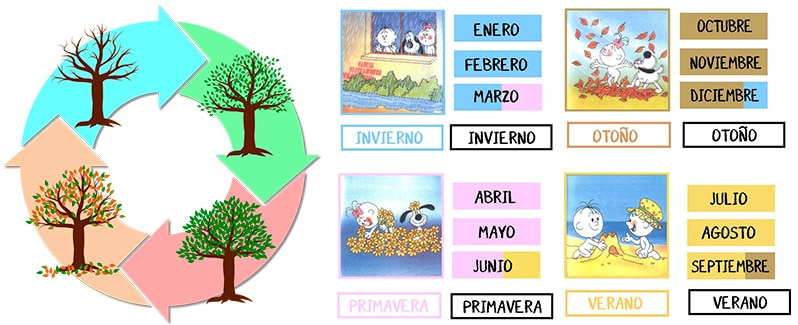 ENERO
FEBRERO
MARZO
INVIERNO
INVIERNO
OCTUBRE
NOVIEMBRE
DICIEMBRE
OTOÑO
OTOÑO
ABRIL
MAYO
JUNIO
PRIMAVERA
PRIMAVERA
JULIO
AGOSTO
SEPTIEMBRE
VERANO
VERANO